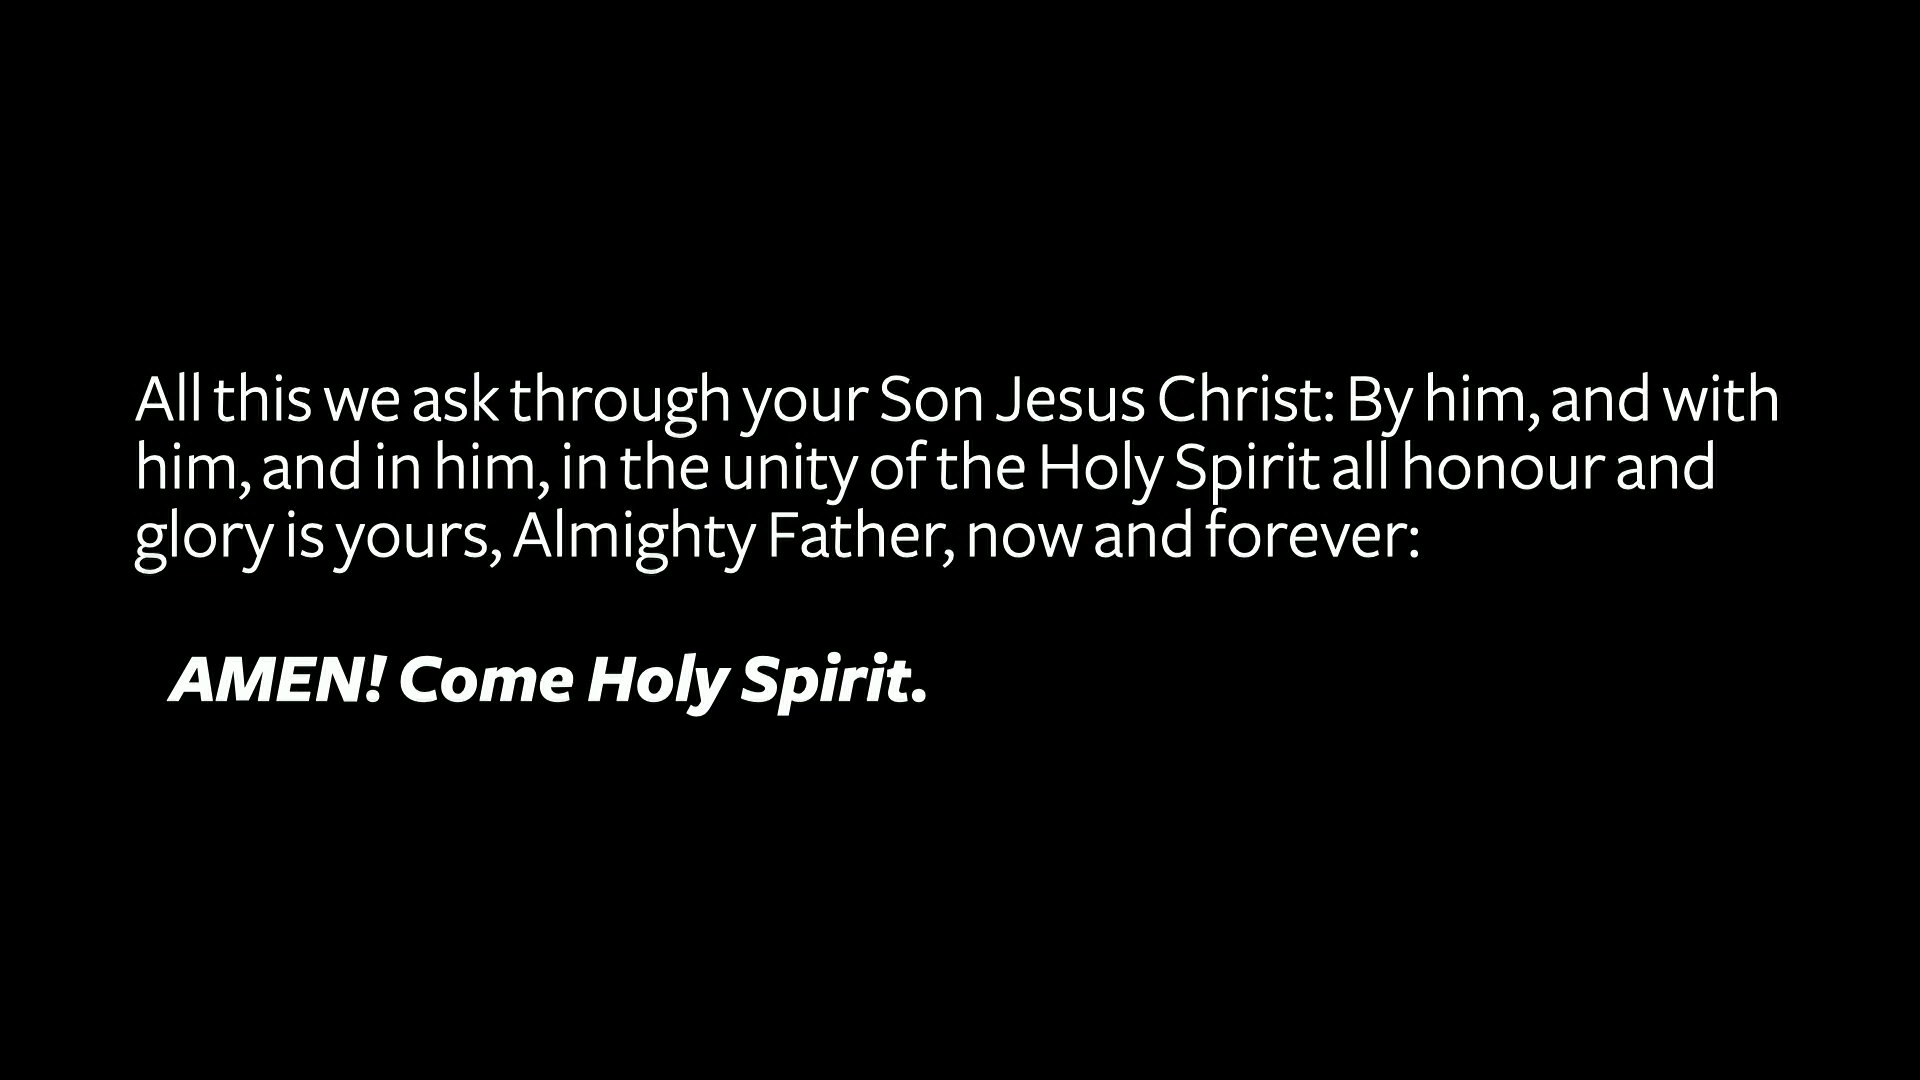 All this we ask through your Son Jesus Christ: By him, and with
him, and in him, in the unity of the Holy Spirit all honour and
glory is yours, Almighty Father, now and forever:
AMEN! Come Holy Spirit.